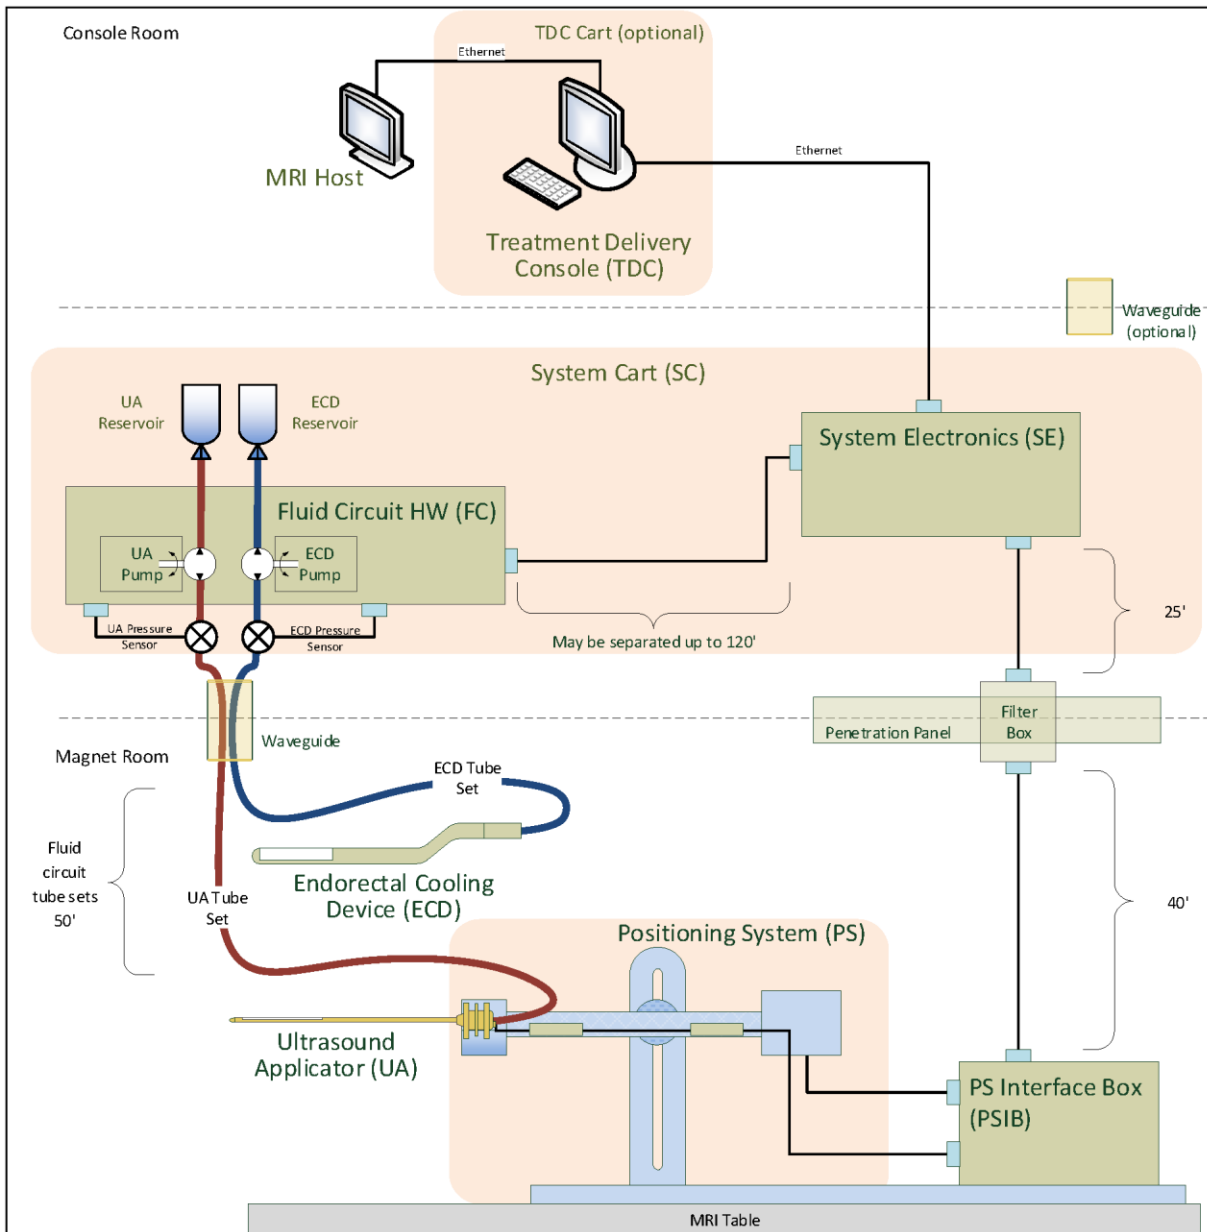 Console Room
TDC Cart (optional)
Ethernet
MRI Host
Ethernet
Treatment Delivery
Console (TDC)
Waveguide
(optional)
System Cart (SC)
UA
Reservoir
ECD
Reservoir
System Electronics (SE)
Fluid Circuit HW (FC)
UA
Pump
ECD
Pump
UA Pressure
Sensor
ECD Pressure
Sensor
May be separated up to 120'
25'
Waveguide
Penetration Panel
Filter
Box
Magnet Room
ECD Tube
Set
Fluid
circuit
tube sets
50'
Endorectal Cooling
Device (ECD)
UA Tube
Set
40'
Positioning System (PS)
Ultrasound
Applicator (UA)
PS Interface Box
(PSIB)
MRI Table